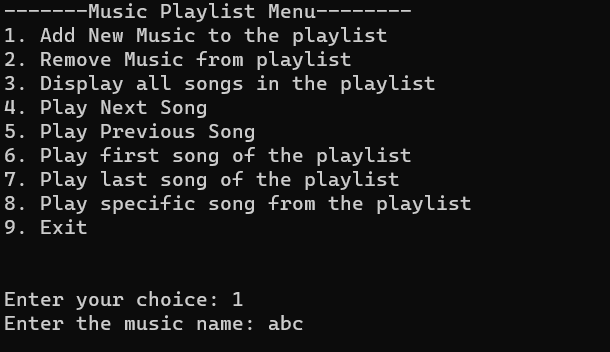 -------Music Playlist Menu--------
1. Add New Music to the playlist
2. Remove Music from playlist
3. Display all songs in the playlist
4. Play Next Song
5. Play Previous Song
6. Play first song of the playlist
7. Play last song of the playlist
8. Play specific song from the playlist
9. Exit
Enter your choice: 1
Enter the music name: abc